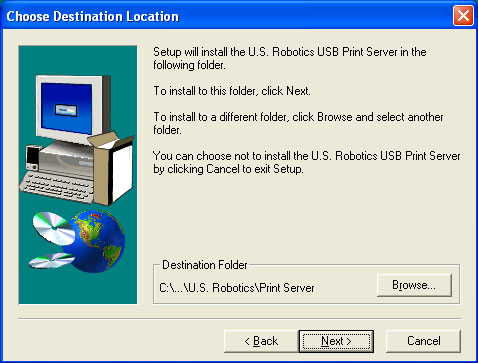 Choose Destination Location
Setup will install the U.S. Robotics USB Print Server in the
following folder.
To install to this folder, click Next.
To install to a different folder, click Browse and select another
folder.
You can choose not to install the U.S. Robotics USB Print Server
by clicking Cancel to exit Setup.
Destination Folder
C:\...\U.S. Robotics\Print Server
Browse...
< Back
Next >
Cancel